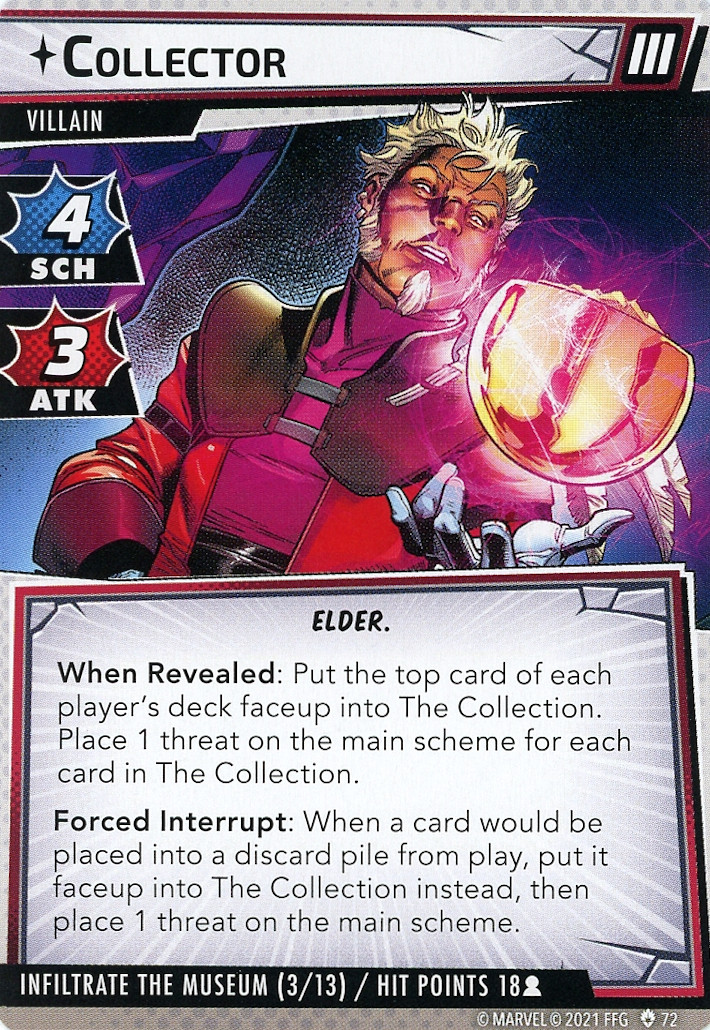 COLLECTOR
III
VILLAIN
4
SCH
3
ATK
ELDER.
When Revealed: Put the top card of each
player's deck faceup into The Collection.
Place 1 threat on the main scheme for each
card in The Collection.
Forced Interrupt: When a card would be
placed into a discard pile from play, put it
faceup into The Collection instead, then
place 1 threat on the main scheme.
INFILTRATE THE MUSEUM (3/13) / HIT POINTS 18
© MARVEL © 2021 FFG 72